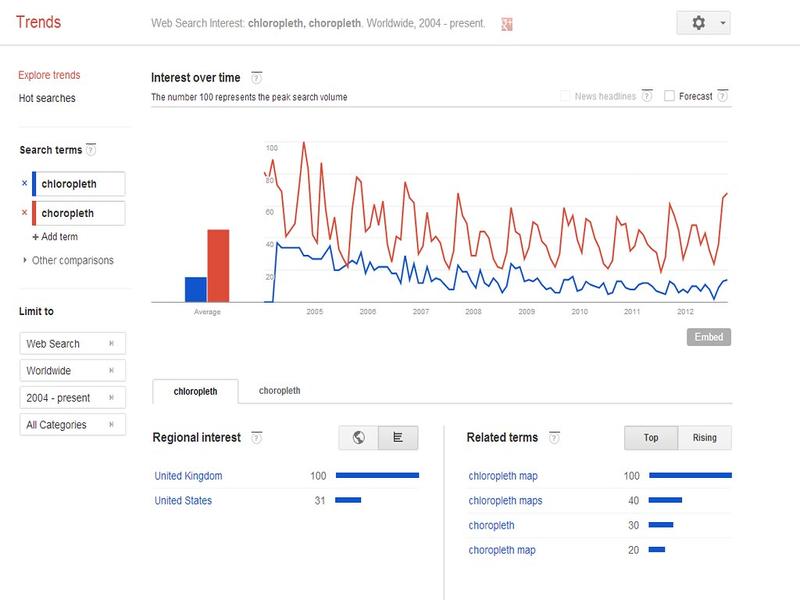 Trends
Web Search Interest: chloropleth, choropleth. Worldwide, 2004 - present.
Explore trends
Hot searches
Search terms ?
× chloropleth
× choropleth
+ Add term
Other comparisons
Limit to
Web Search
Worldwide
2004 - present
All Categories
Interest over time ?
The number 100 represents the peak search volume
News headlines ? Forecast ?
100
80
60
40
20
Average 2005 2006 2007 2008 2009 2010 2011 2012
Embed
chloropleth choropleth
Regional interest ?
United Kingdom 100
United States 31
Related terms ? Top Rising
chloropleth map 100
chloropleth maps 40
choropleth 30
choropleth map 20